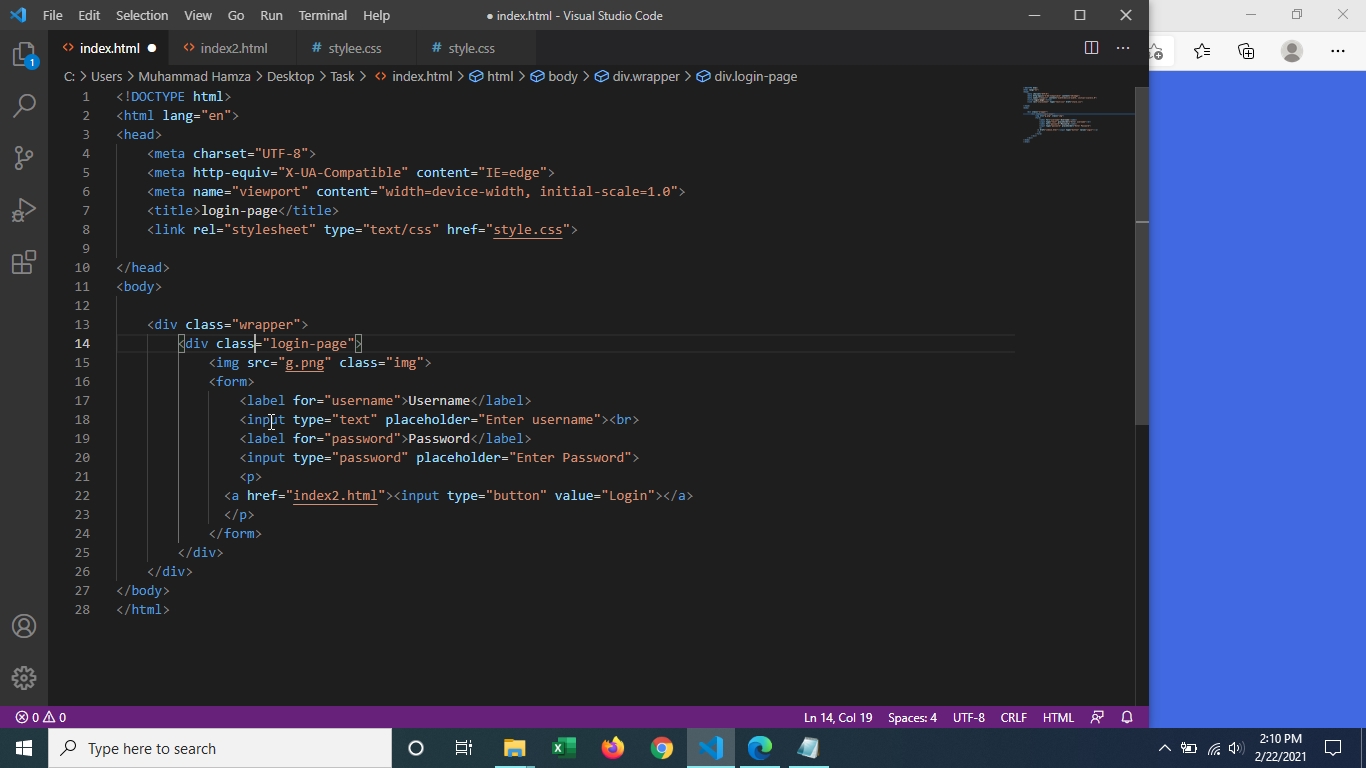 File Edit Selection View Go Run Terminal Help ● index.html - Visual Studio Code
index.html ● index2.html # stylee.css # style.css
C: > Users > Muhammad Hamza > Desktop > Task > index.html > html > body > div.wrapper > div.login-page
1 <!DOCTYPE html>
2 <html lang="en">
3 <head>
4 <meta charset="UTF-8">
5 <meta http-equiv="X-UA-Compatible" content="IE=edge">
6 <meta name="viewport" content="width=device-width, initial-scale=1.0">
7 <title>login-page</title>
8 <link rel="stylesheet" type="text/css" href="style.css">
9
10 </head>
11 <body>
12
13 <div class="wrapper">
14 <div class="login-page">
15 <img src="g.png" class="img">
16 <form>
17 <label for="username">Username</label>
18 <input type="text" placeholder="Enter username"><br>
19 <label for="password">Password</label>
20 <input type="password" placeholder="Enter Password">
21 <p>
22 <a href="index2.html"><input type="button" value="Login"></a>
23 </p>
24 </form>
25 </div>
26 </div>
27 </body>
28 </html>
1
0 0 Ln 14, Col 19 Spaces: 4 UTF-8 CRLF HTML
Type here to search
2:10 PM
2/22/2021